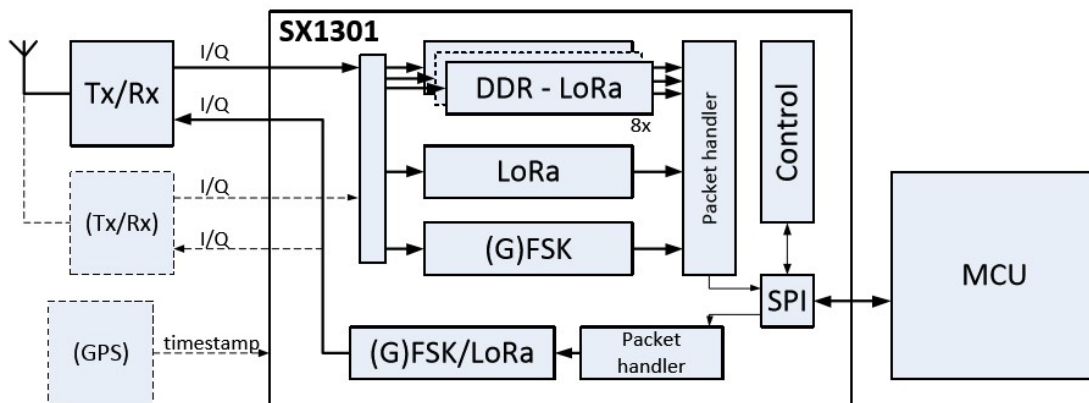 SX1301
I/Q
Tx/Rx
I/Q
DDR - LoRa
8x
LoRa
(G)FSK
Packet handler
Control
I/Q
(Tx/Rx)
I/Q
MCU
SPI
(GPS)
timestamp
(G)FSK/LoRa
Packet
handler